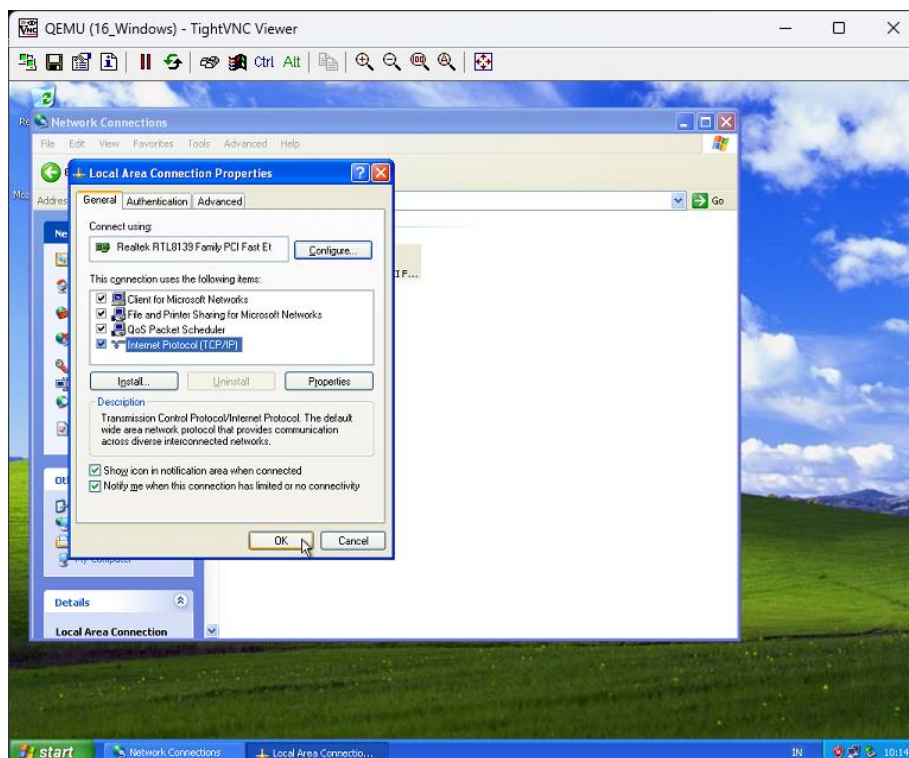 QEMU (16_Windows) - TightVNC Viewer
Ctrl Alt
Network Connections
File Edit View Favorites Tools Advanced Help
Local Area Connection Properties
Addres
Go
General Authentication Advanced
Connect using:
Realtek RTL8139 Family PCI Fast Et
Configure...
This connection uses the following items:
Client for Microsoft Networks
File and Printer Sharing for Microsoft Networks
QoS Packet Scheduler
Internet Protocol (TCP/IP)
Install... Uninstall Properties
Description
Transmission Control Protocol/Internet Protocol. The default
wide area network protocol that provides communication
across diverse interconnected networks.
Show icon in notification area when connected
Notify me when this connection has limited or no connectivity
OK Cancel
My Computer
Details
Local Area Connection
start Network Connections Local Area Connectio... IN 10:14